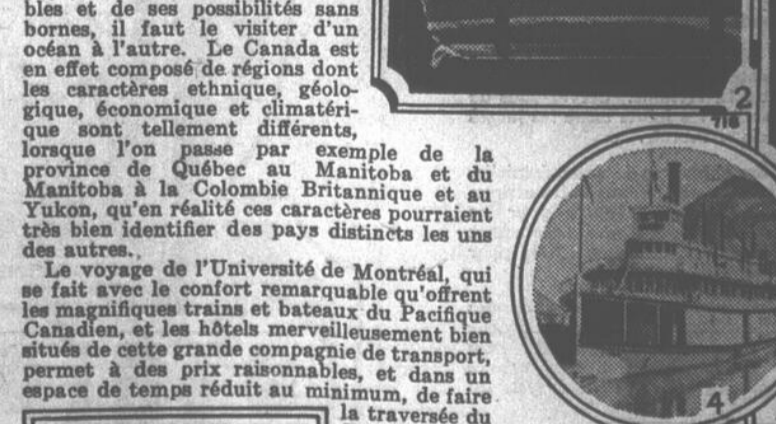 bles et de ses possibilités sans
bornes, il faut le visiter d'un
océan à l'autre. Le Canada est
en effet composé de régions dont
les caractères ethnique, géolo-
gique, économique et climatéri-
que sont tellement différents,
lorsque l'on passe par exemple de la
province de Québec au Manitoba et du
Manitoba à la Colombie Britannique et au
Yukon, qu'en réalité ces caractères pourraient
très bien identifier des pays distincts les uns
des autres.
Le voyage de l'Université de Montréal, qui
se fait avec le confort remarquable qu'offrent
les magnifiques trains et bateaux du Pacifique
Canadien, et les hôtels merveilleusement bien
situés de cette grande compagnie de transport,
permet à des prix raisonnables, et dans un
espace de temps réduit au minimum, de faire
la traversée du
2
4